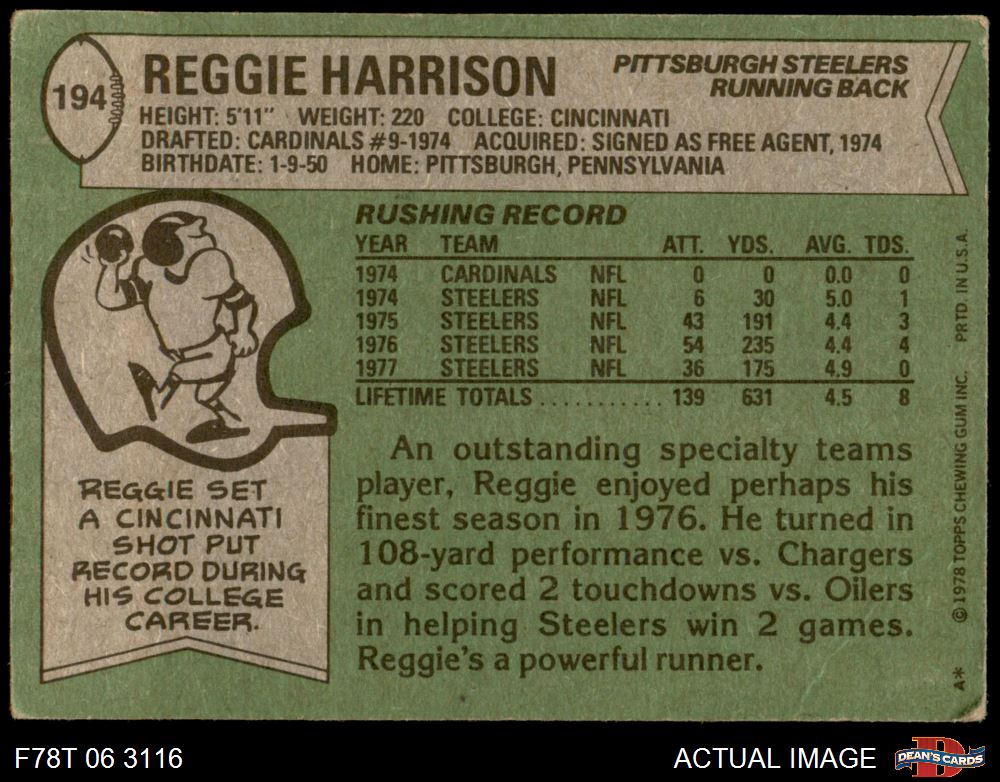 194
REGGIE HARRISON
PITTSBURGH STEELERS
RUNNING BACK
HEIGHT: 5'11" WEIGHT: 220 COLLEGE: CINCINNATI
DRAFTED: CARDINALS #9-1974 ACQUIRED: SIGNED AS FREE AGENT, 1974
BIRTHDATE: 1-9-50 HOME: PITTSBURGH, PENNSYLVANIA
RUSHING RECORD
YEAR TEAM ATT. YDS. AVG. TDS.
1974 CARDINALS NFL 0 0 0.0 0
1974 STEELERS NFL 6 30 5.0 1
1975 STEELERS NFL 43 191 4.4 3
1976 STEELERS NFL 54 235 4.4 4
1977 STEELERS NFL 36 175 4.9 0
LIFETIME TOTALS ............ 139 631 4.5 8
An outstanding specialty teams
player, Reggie enjoyed perhaps his
finest season in 1976. He turned in
108-yard performance vs. Chargers
and scored 2 touchdowns vs. Oilers
in helping Steelers win 2 games.
Reggie's a powerful runner.
REGGIE SET
A CINCINNATI
SHOT PUT
RECORD DURING
HIS COLLEGE
CAREER.
A* © 1978 TOPPS CHEWING GUM INC. PRTD. IN U.S.A.
F78T 06 3116
ACTUAL IMAGE
D
DEAN'S CARDS